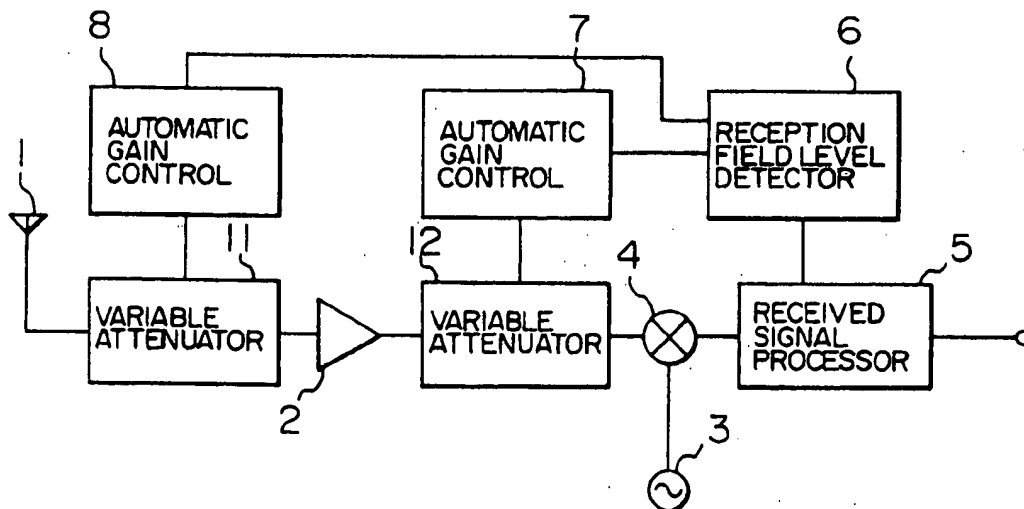 8
7
6
AUTOMATIC
GAIN
CONTROL
AUTOMATIC
GAIN
CONTROL
RECEPTION
FIELD LEVEL
DETECTOR
1
11
12
4
5
VARIABLE
ATTENUATOR
VARIABLE
ATTENUATOR
RECEIVED
SIGNAL
PROCESSOR
2
3